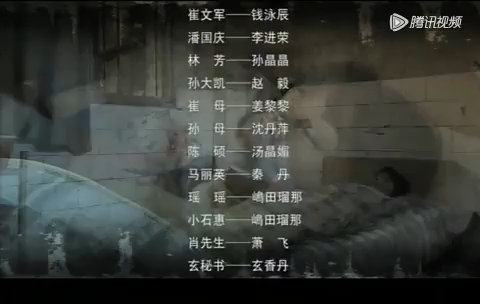 腾讯视频
崔文军——钱泳辰
潘国庆——李进荣
林 芳——孙晶晶
孙大凯——赵 毅
崔 母——姜黎黎
孙 母——沈丹萍
陈 硕——汤晶媚
马丽英——秦 丹
瑶 瑶——嶋田瑠那
小石惠——嶋田瑠那
肖先生——萧 飞
玄秘书——玄香丹